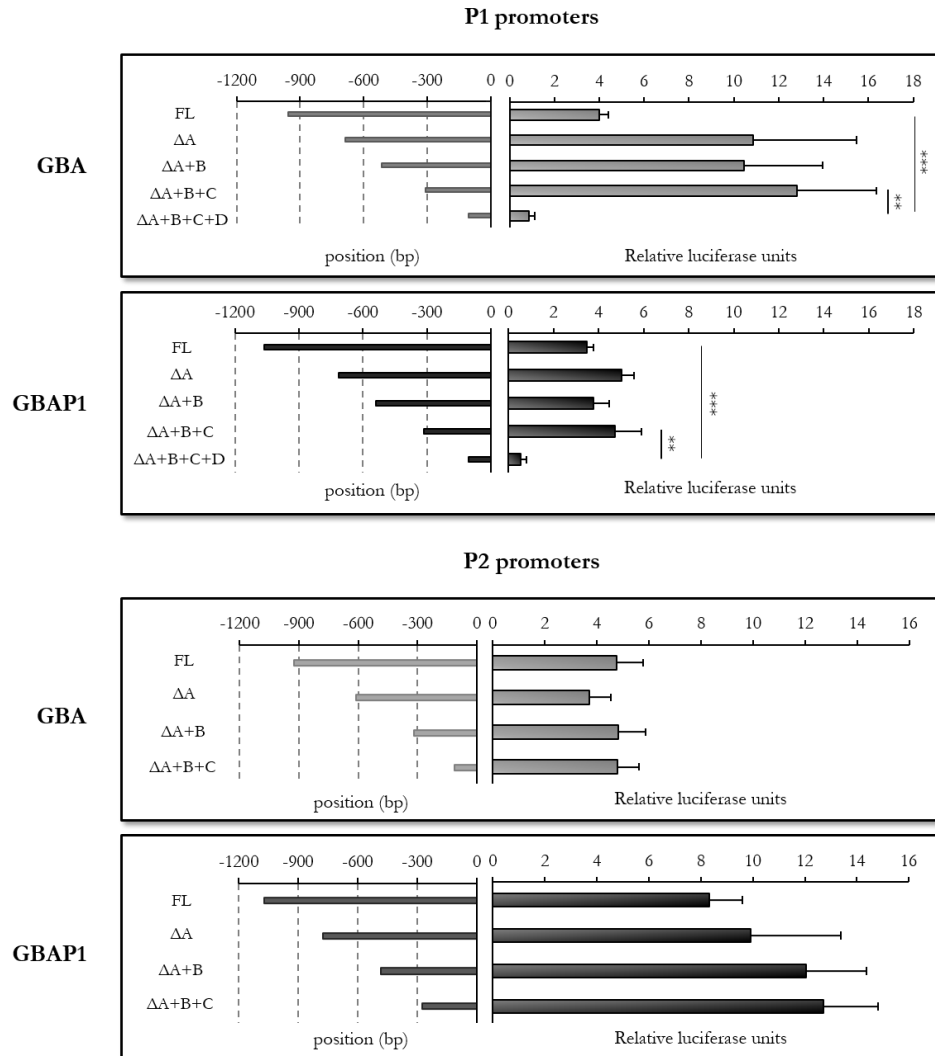 P1 promoters
-1200 -900 -600 -300 0 0 2 4 6 8 10 12 14 16 18
GBA
FL
ΔA
ΔA+B
ΔA+B+C
ΔA+B+C+D
***
**
position (bp) Relative luciferase units
-1200 -900 -600 -300 0 0 2 4 6 8 10 12 14 16 18
GBAP1
FL
ΔA
ΔA+B
ΔA+B+C
ΔA+B+C+D
***
**
position (bp) Relative luciferase units
P2 promoters
-1200 -900 -600 -300 0 0 2 4 6 8 10 12 14 16
GBA
FL
ΔA
ΔA+B
ΔA+B+C
position (bp) Relative luciferase units
-1200 -900 -600 -300 0 0 2 4 6 8 10 12 14 16
GBAP1
FL
ΔA
ΔA+B
ΔA+B+C
position (bp) Relative luciferase units